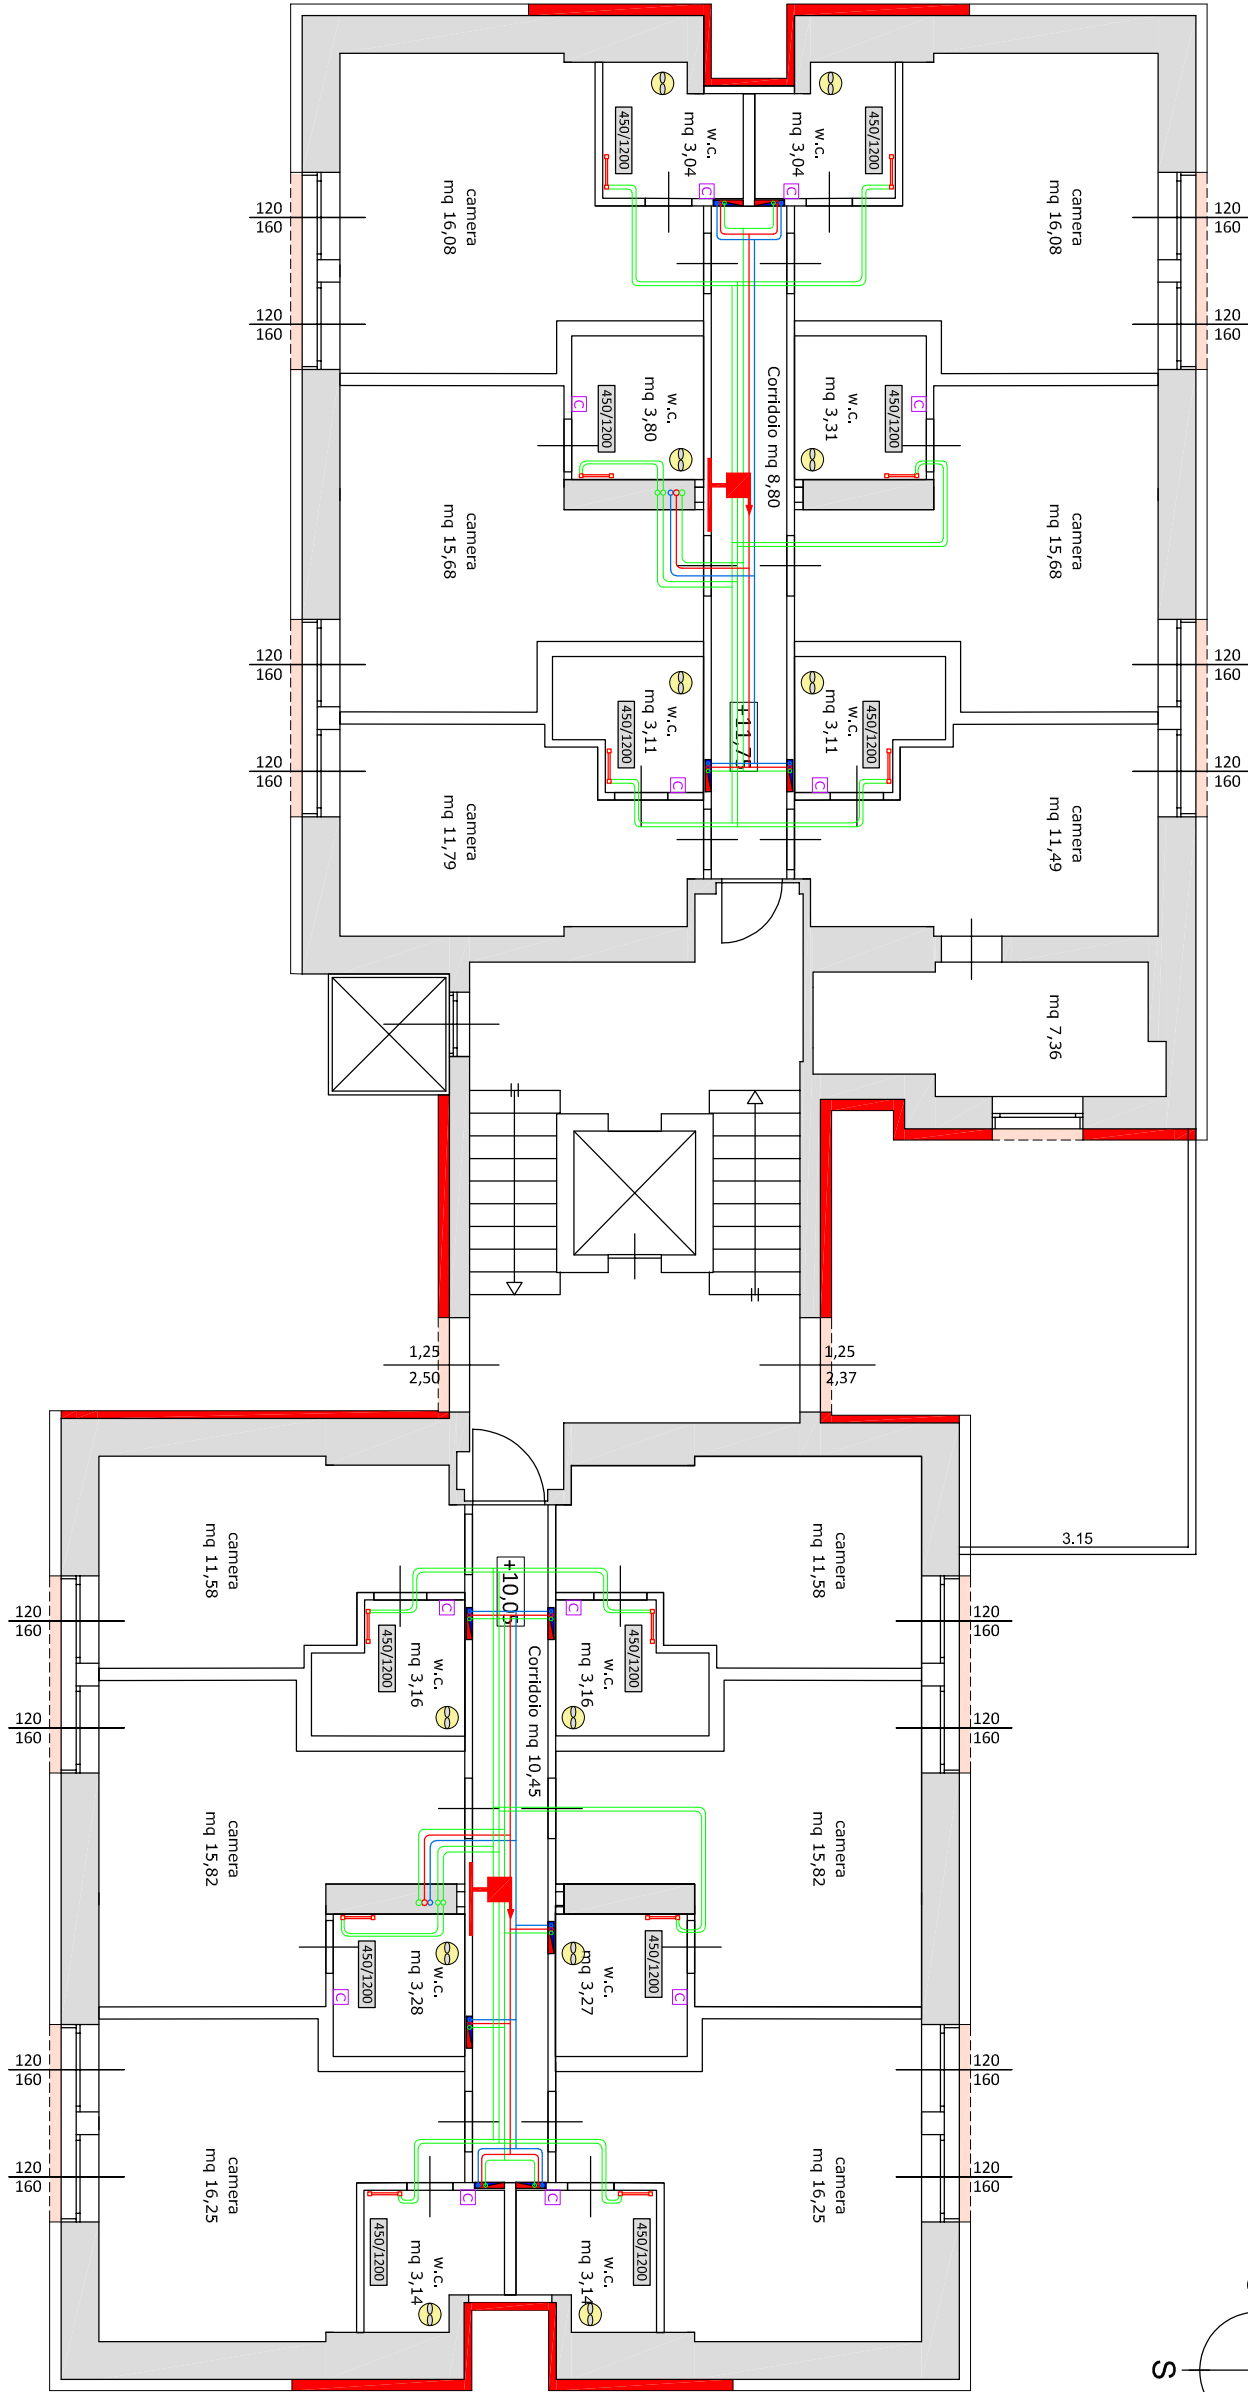 w.c.
mq 3,04
w.c.
mq 3,04
450/1200
450/1200
C
C
camera
mq 16,08
camera
mq 16,08
120
160
120
160
120
160
120
160
w.c.
mq 3,80
Corridoio mq 8,80
w.c.
mq 3,31
450/1200
450/1200
C
C
camera
mq 15,68
camera
mq 15,68
120
160
120
160
w.c.
mq 3,11
w.c.
mq 3,11
450/1200
450/1200
+11,75
C
C
120
160
120
160
camera
mq 11,79
camera
mq 11,49
mq 7,36
1,25
2,50
1,25
2,37
3.15
camera
mq 11,58
camera
mq 11,58
+10,05
C
C
120
160
120
160
450/1200
w.c.
mq 3,16
w.c.
mq 3,16
450/1200
Corridoio mq 10,45
120
160
120
160
camera
mq 15,82
camera
mq 15,82
450/1200
w.c.
mq 3,28
w.c.
mq 3,27
450/1200
C
C
120
160
120
160
camera
mq 16,25
camera
mq 16,25
120
160
120
160
C
C
450/1200
w.c.
mq 3,14
w.c.
mq 3,14
450/1200
S